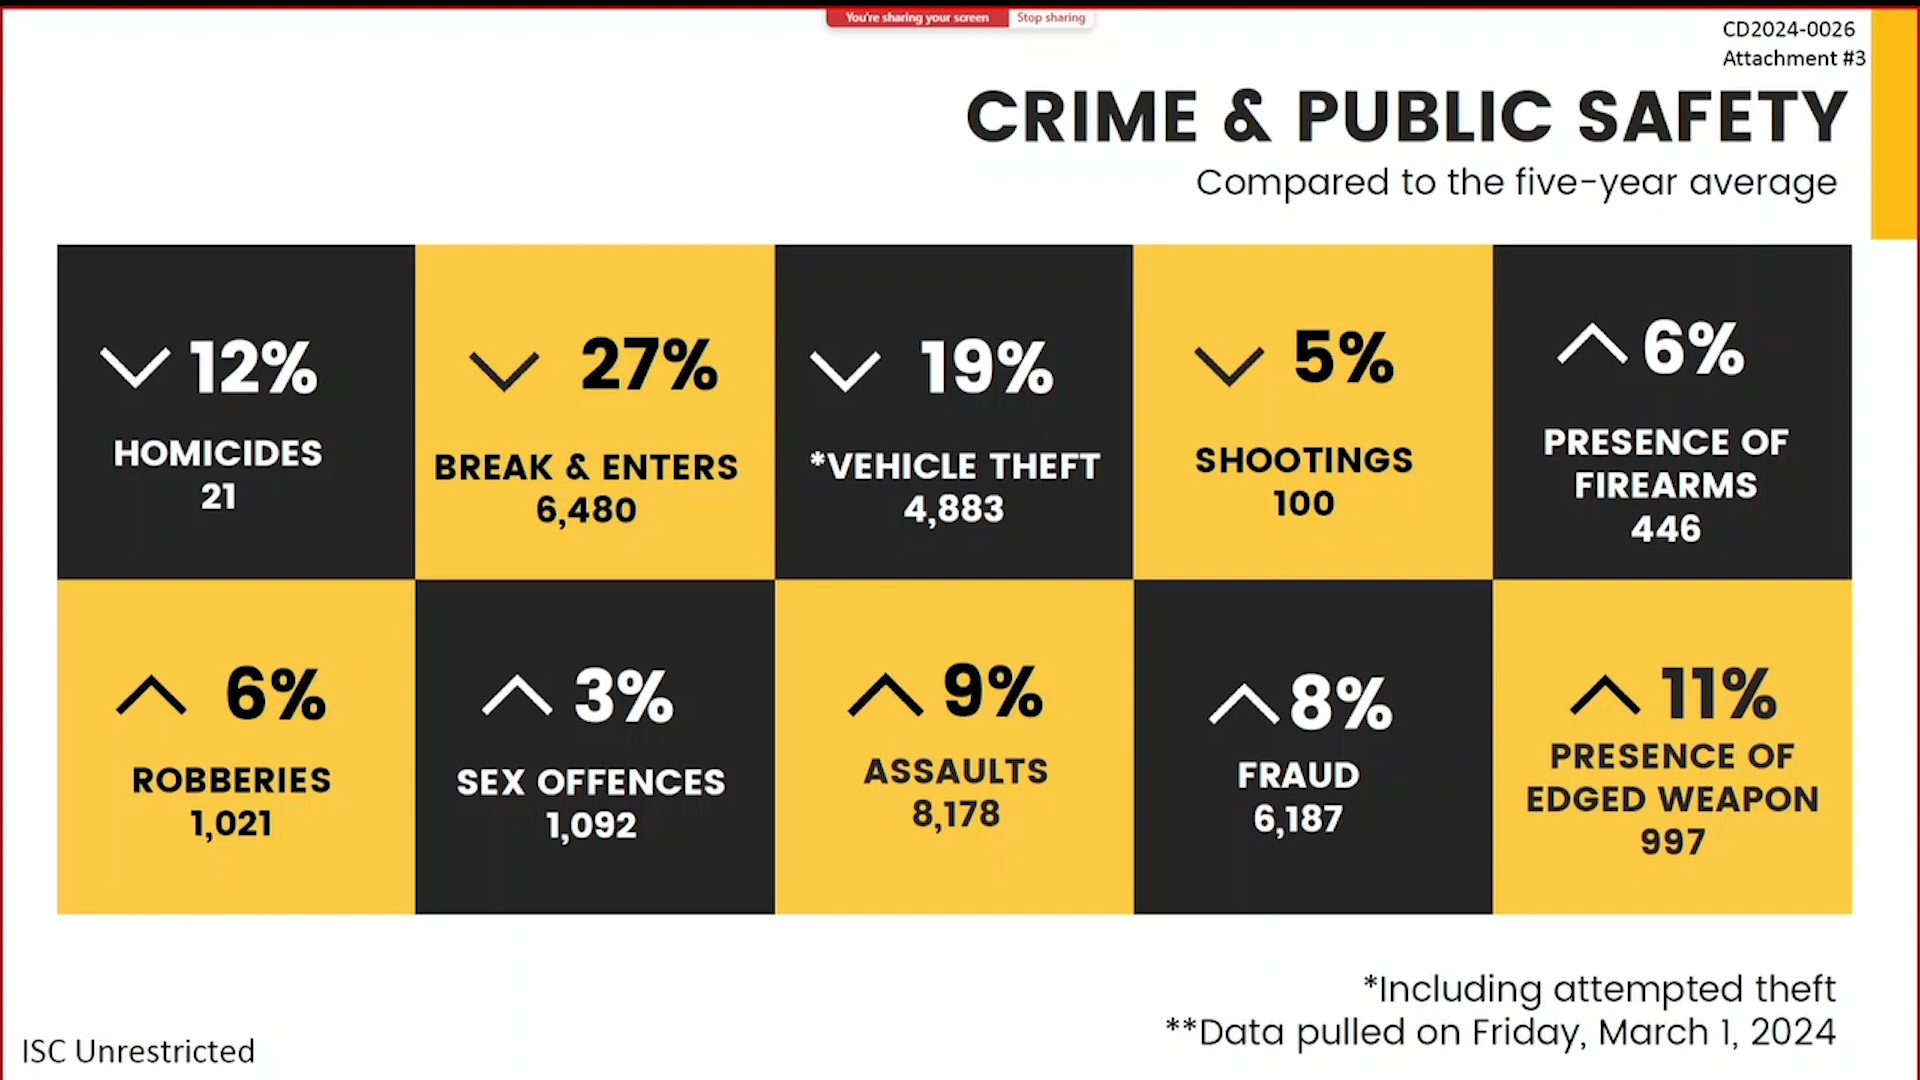 You're sharing your screen Stop sharing
CD2024-0026
Attachment #3
CRIME & PUBLIC SAFETY
Compared to the five-year average
12%
HOMICIDES
21
27%
BREAK & ENTERS
6,480
19%
*VEHICLE THEFT
4,883
5%
SHOOTINGS
100
6%
PRESENCE OF
FIREARMS
446
6%
ROBBERIES
1,021
3%
SEX OFFENCES
1,092
9%
ASSAULTS
8,178
8%
FRAUD
6,187
11%
PRESENCE OF
EDGED WEAPON
997
*Including attempted theft
**Data pulled on Friday, March 1, 2024
ISC Unrestricted